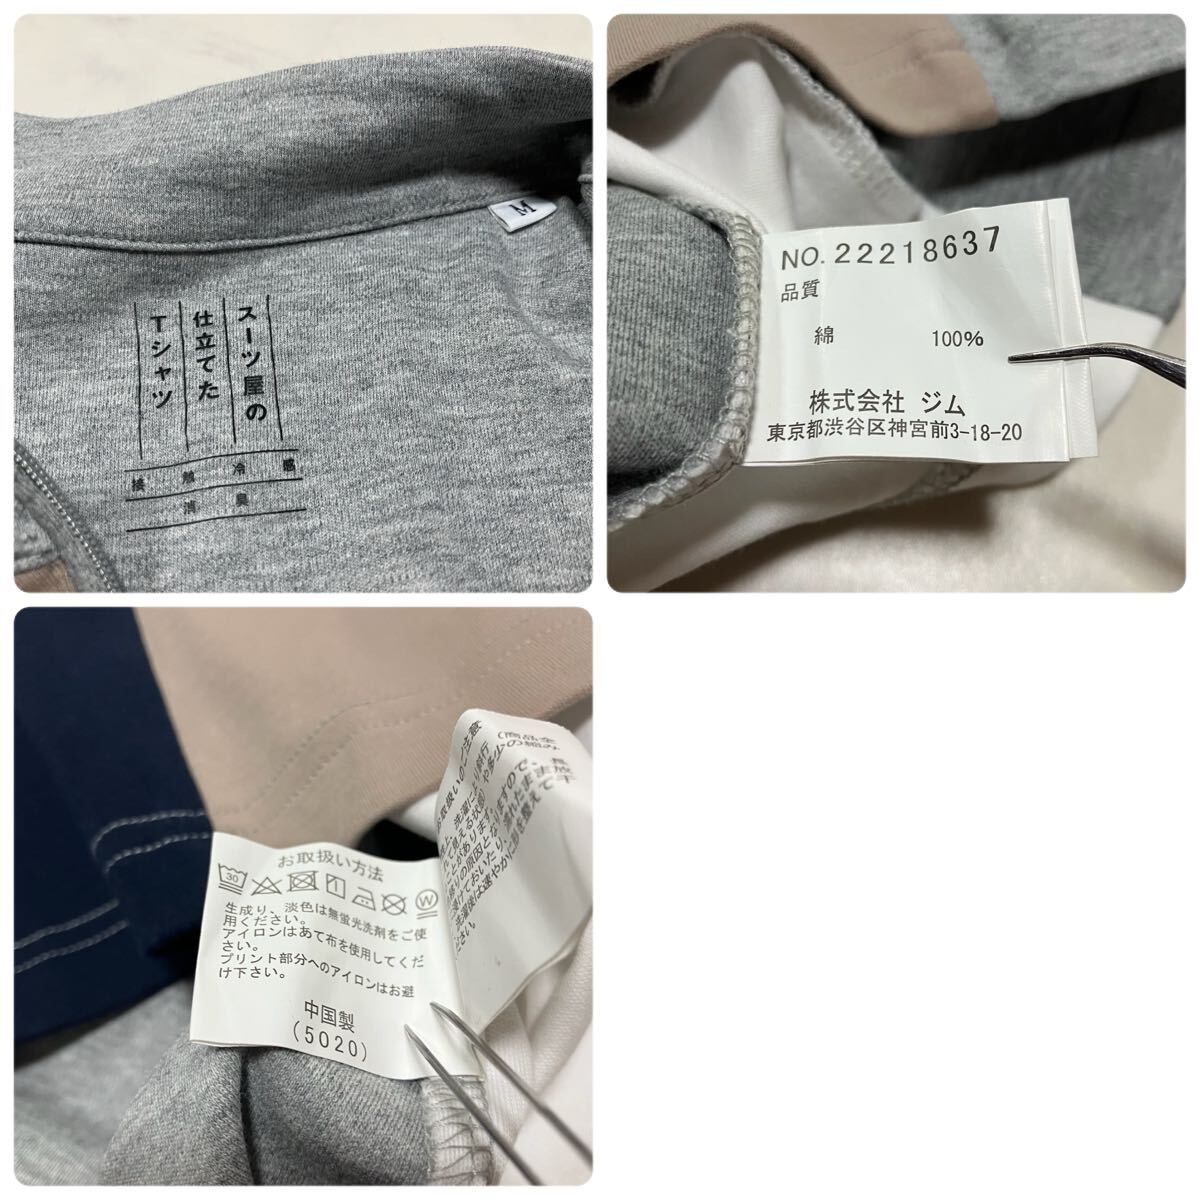 M
スーツ屋の
仕立てた
Tシャツ
接触冷感
消臭
NO.22218637
品質
綿 100%
株式会社 ジム
東京都渋谷区神宮前3-18-20
お取扱い方法
30 W
生成り、淡色は無蛍光洗剤をご使
用ください。
アイロンはあて布を使用してくだ
さい。
プリント部分へのアイロンはお避
け下さい。
中国製
(5020)